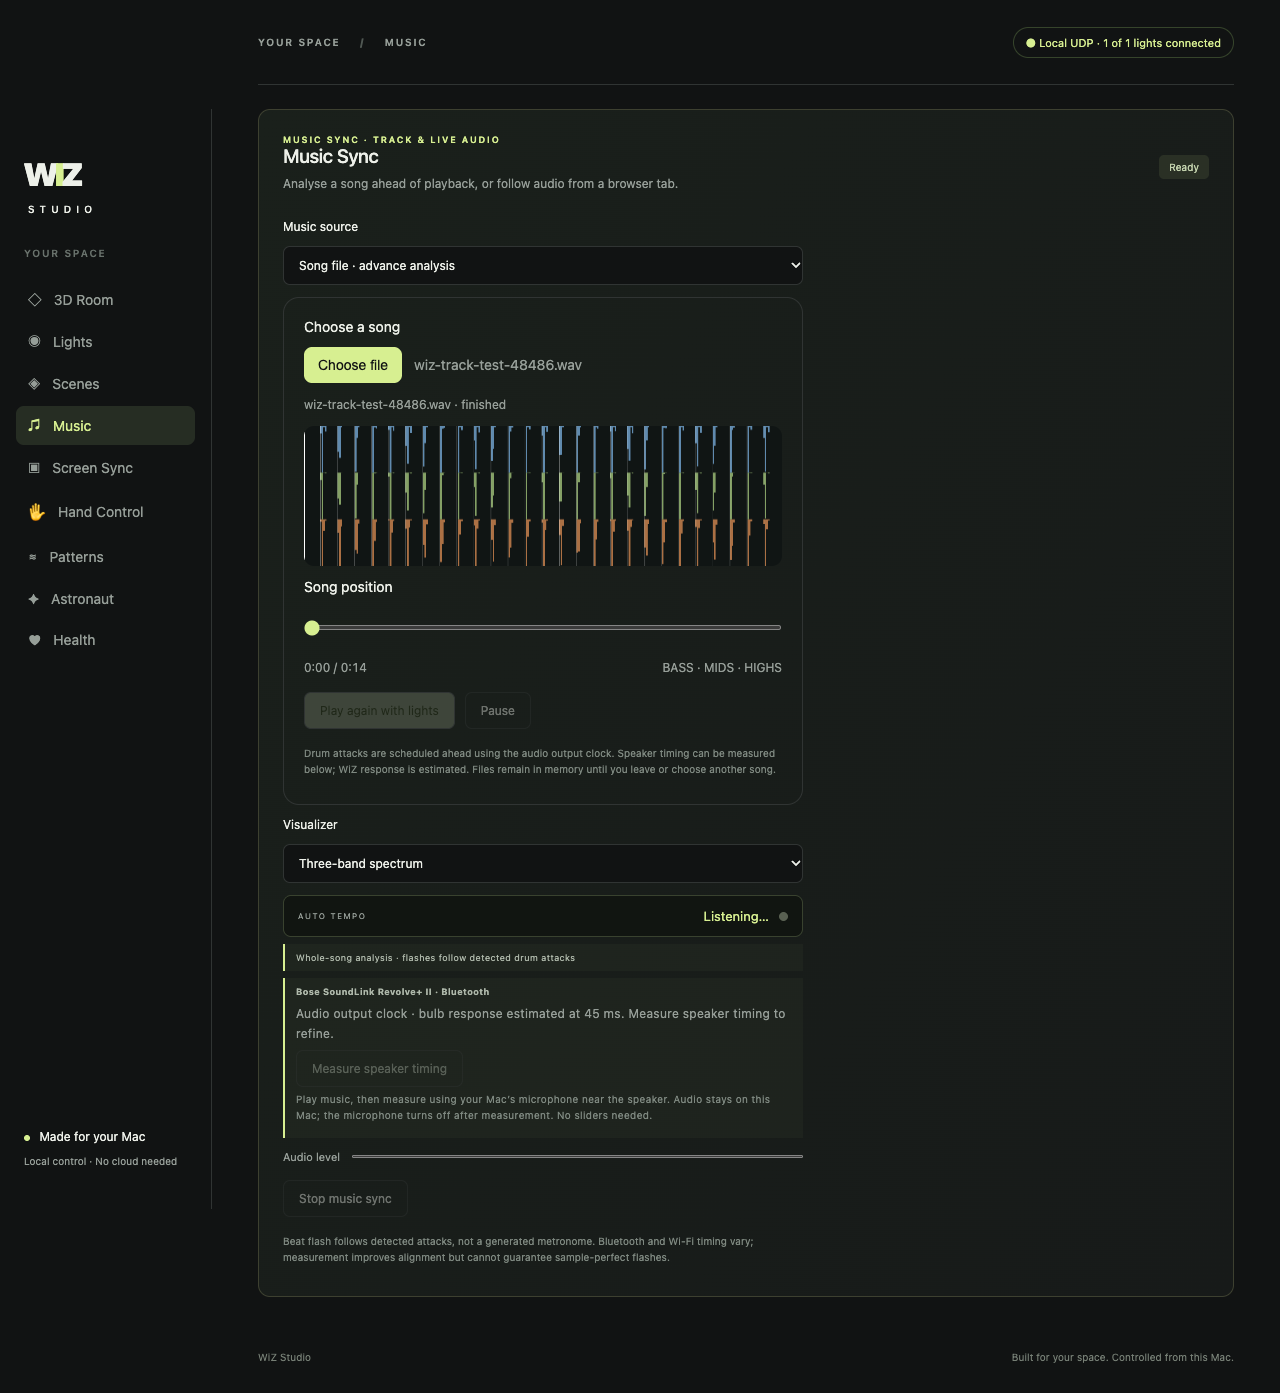 YOUR SPACE / MUSIC
Local UDP · 1 of 1 lights connected
WiZ
STUDIO
YOUR SPACE
3D Room
Lights
Scenes
Music
Screen Sync
Hand Control
Patterns
Astronaut
Health
Made for your Mac
Local control · No cloud needed
MUSIC SYNC · TRACK & LIVE AUDIO
Music Sync
Analyse a song ahead of playback, or follow audio from a browser tab.
Ready
Music source
Song file · advance analysis
Choose a song
Choose file wiz-track-test-48486.wav
wiz-track-test-48486.wav · finished
Song position
0:00 / 0:14 BASS · MIDS · HIGHS
Play again with lights Pause
Drum attacks are scheduled ahead using the audio output clock. Speaker timing can be measured
below; WiZ response is estimated. Files remain in memory until you leave or choose another song.
Visualizer
Three-band spectrum
AUTO TEMPO Listening…
Whole-song analysis · flashes follow detected drum attacks
Bose SoundLink Revolve+ II · Bluetooth
Audio output clock · bulb response estimated at 45 ms. Measure speaker timing to
refine.
Measure speaker timing
Play music, then measure using your Mac's microphone near the speaker. Audio stays on this
Mac; the microphone turns off after measurement. No sliders needed.
Audio level
Stop music sync
Beat flash follows detected attacks, not a generated metronome. Bluetooth and Wi-Fi timing vary;
measurement improves alignment but cannot guarantee sample-perfect flashes.
WiZ Studio
Built for your space. Controlled from this Mac.